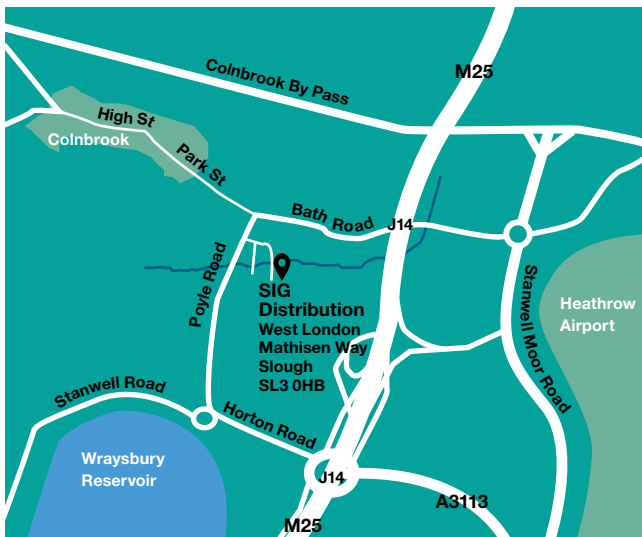 M25
Colnbrook By Pass
High St
Colnbrook
Park St
Bath Road
J14
Poyle Road
Stanwell Moor Road
SIG
Distribution
West London
Mathisen Way
Slough
SL3 0HB
Heathrow
Airport
Stanwell Road
Horton Road
Wraysbury
Reservoir
J14
A3113
M25